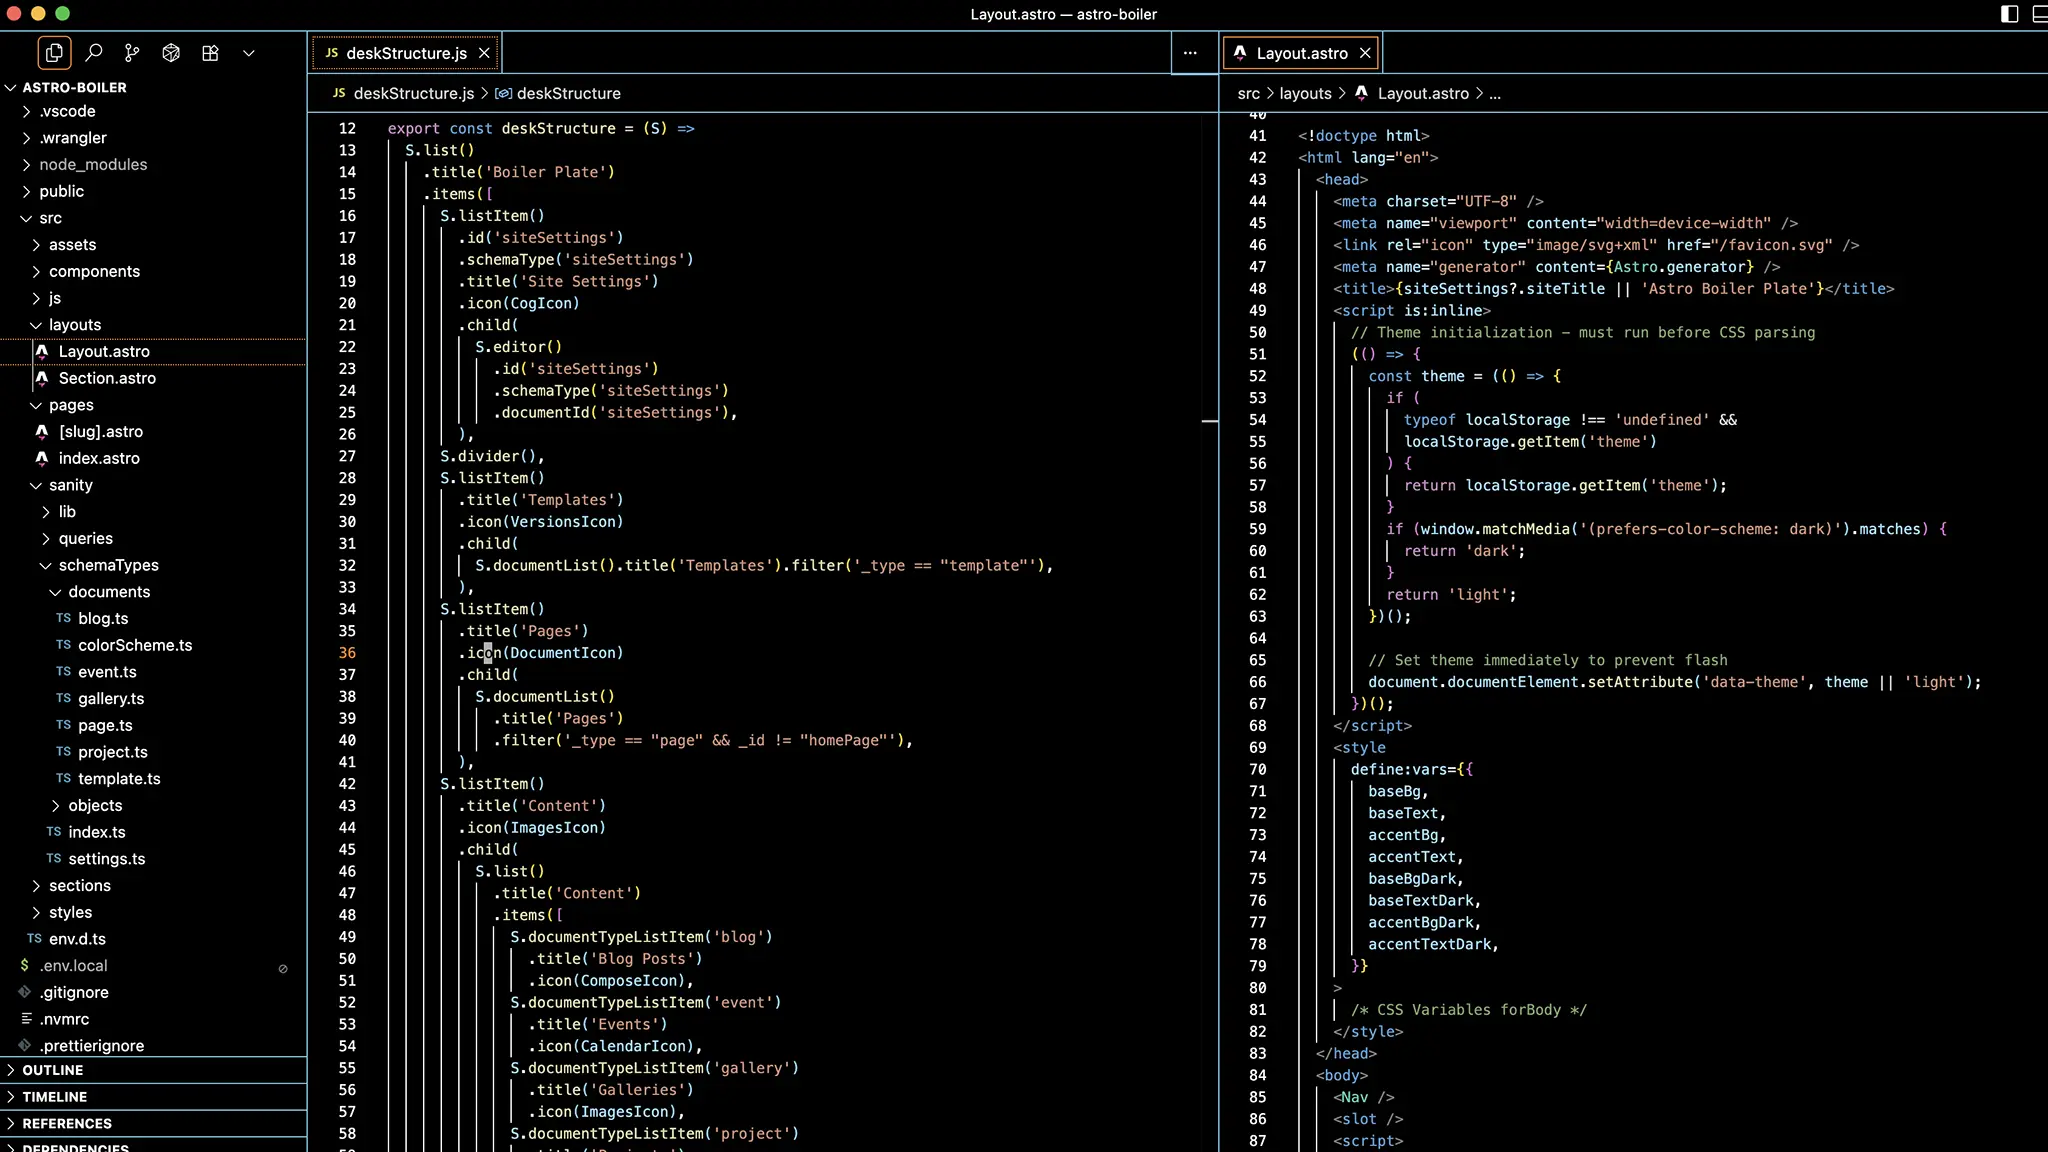 Layout.astro — astro-boiler
ASTRO-BOILER
.vscode
.wrangler
node_modules
public
src
assets
components
js
layouts
Layout.astro
Section.astro
pages
[slug].astro
index.astro
sanity
lib
queries
schemaTypes
documents
TS blog.ts
TS colorScheme.ts
TS event.ts
TS gallery.ts
TS page.ts
TS project.ts
TS template.ts
objects
TS index.ts
TS settings.ts
sections
styles
TS env.d.ts
$ .env.local
.gitignore
.nvmrc
.prettierignore
OUTLINE
TIMELINE
REFERENCES
DEPENDENCIES
JS deskStructure.js
JS deskStructure.js > deskStructure
12 export const deskStructure = (S) =>
13 S.list()
14 .title('Boiler Plate')
15 .items([
16 S.listItem()
17 .id('siteSettings')
18 .schemaType('siteSettings')
19 .title('Site Settings')
20 .icon(CogIcon)
21 .child(
22 S.editor()
23 .id('siteSettings')
24 .schemaType('siteSettings')
25 .documentId('siteSettings'),
26 ),
27 S.divider(),
28 S.listItem()
29 .title('Templates')
30 .icon(VersionsIcon)
31 .child(
32 S.documentList().title('Templates').filter('_type == "template"'),
33 ),
34 S.listItem()
35 .title('Pages')
36 .icon(DocumentIcon)
37 .child(
38 S.documentList()
39 .title('Pages')
40 .filter('_type == "page" && _id != "homePage"'),
41 ),
42 S.listItem()
43 .title('Content')
44 .icon(ImagesIcon)
45 .child(
46 S.list()
47 .title('Content')
48 .items([
49 S.documentTypeListItem('blog')
50 .title('Blog Posts')
51 .icon(ComposeIcon),
52 S.documentTypeListItem('event')
53 .title('Events')
54 .icon(CalendarIcon),
55 S.documentTypeListItem('gallery')
56 .title('Galleries')
57 .icon(ImagesIcon),
58 S.documentTypeListItem('project')
Layout.astro
src > layouts > Layout.astro > ...
40
41 <!doctype html>
42 <html lang="en">
43 <head>
44 <meta charset="UTF-8" />
45 <meta name="viewport" content="width=device-width" />
46 <link rel="icon" type="image/svg+xml" href="/favicon.svg" />
47 <meta name="generator" content={Astro.generator} />
48 <title>{siteSettings?.siteTitle || 'Astro Boiler Plate'}</title>
49 <script is:inline>
50 // Theme initialization – must run before CSS parsing
51 (() => {
52 const theme = (() => {
53 if (
54 typeof localStorage !== 'undefined' &&
55 localStorage.getItem('theme')
56 ) {
57 return localStorage.getItem('theme');
58 }
59 if (window.matchMedia('(prefers-color-scheme: dark)').matches) {
60 return 'dark';
61 }
62 return 'light';
63 })();
64
65 // Set theme immediately to prevent flash
66 document.documentElement.setAttribute('data-theme', theme || 'light');
67 })();
68 </script>
69 <style
70 define:vars={{
71 baseBg,
72 baseText,
73 accentBg,
74 accentText,
75 baseBgDark,
76 baseTextDark,
77 accentBgDark,
78 accentTextDark,
79 }}
80 >
81 /* CSS Variables forBody */
82 </style>
83 </head>
84 <body>
85 <Nav />
86 <slot />
87 <script>